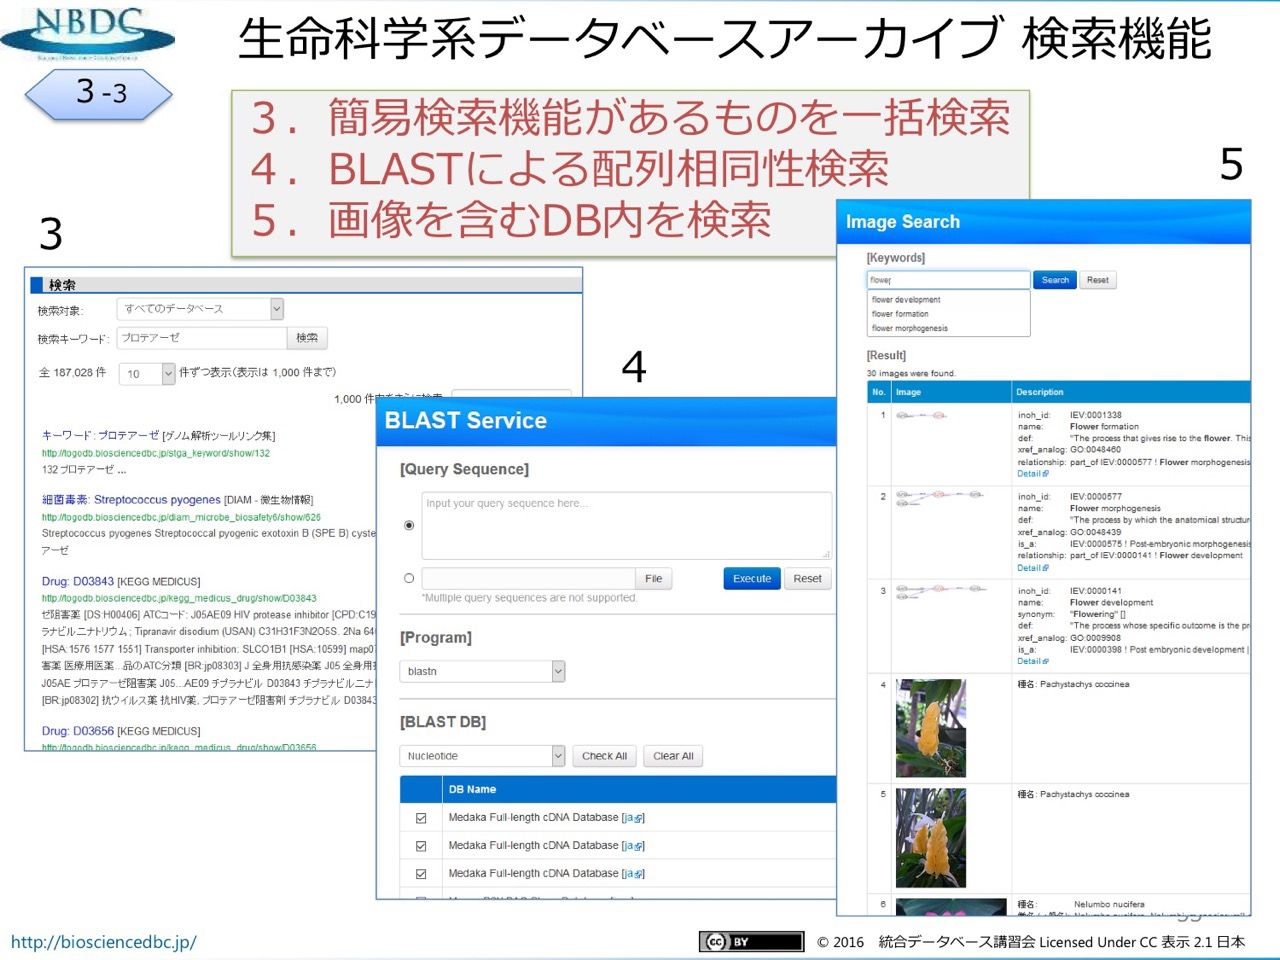 NBDC
National Bioscience Database Center
生命科学系データベースアーカイブ 検索機能
3-3
3．簡易検索機能があるものを一括検索
4．BLASTによる配列相同性検索
5．画像を含むDB内を検索
3
検索
検索対象: すべてのデータベース
検索キーワード: プロテアーゼ 検索
全 187,028 件 10 件ずつ表示(表示は 1,000 件まで)
1,000 件内をさらに検索
キーワード: プロテアーゼ [ゲノム解析ツールリンク集]
http://togodb.biosciencedbc.jp/stga_keyword/show/132
132 プロテアーゼ ...
細菌毒素: Streptococcus pyogenes [DIAM - 微生物情報]
http://togodb.biosciencedbc.jp/diam_microbe_biosafety6/show/626
Streptococcus pyogenes Streptococcal pyogenic exotoxin B (SPE B) cyste
アーゼ
Drug: D03843 [KEGG MEDICUS]
http://togodb.biosciencedbc.jp/kegg_medicus_drug/show/D03843
ゼ阻害薬 [DS:H00406] ATCコード: J05AE09 HIV protease inhibitor [CPD:C19
ラナビルニナトリウム; Tipranavir disodium (USAN) C31H31F3N2O5. 2Na 64
[HSA:1576 1577 1551] Transporter inhibition: SLCO1B1 [HSA:10599] map07
害薬 医療用医薬...品のATC分類 [BR:jp08303] J 全身用抗感染薬 J05 全身用
J05AE プロテアーゼ阻害薬 J05...AE09 チプラナビル D03843 チプラナビルニナ
[BR:jp08302] 抗ウィルス薬 抗HIV薬, プロテアーゼ阻害剤 チプラナビル D03843
Drug: D03656 [KEGG MEDICUS]
http://togodb.biosciencedbc.jp/kegg_medicus_drug/show/D03656
4
BLAST Service
[Query Sequence]
Input your query sequence here...
File Execute Reset
*Multiple query sequences are not supported.
[Program]
blastn
[BLAST DB]
Nucleotide Check All Clear All
DB Name
Medaka Full-length cDNA Database [ja]
Medaka Full-length cDNA Database [ja]
Medaka Full-length cDNA Database [ja]
5
Image Search
[Keywords]
flower Search Reset
flower development
flower formation
flower morphogenesis
[Result]
30 images were found.
No. Image Description
1
inoh_id: IEV:0001338
name: Flower formation
def: "The process that gives rise to the flower. This
xref_analog: GO:0048460
relationship: part_of IEV:0000577 ! Flower morphogenesis
Detail
2
inoh_id: IEV:0000577
name: Flower morphogenesis
def: "The process by which the anatomical structur
xref_analog: GO:0048439
is_a: IEV:0000575 ! Post-embryonic morphogenesis
relationship: part_of IEV:0000141 ! Flower development
Detail
3
inoh_id: IEV:0000141
name: Flower development
synonym: "Flowering" []
def: "The process whose specific outcome is the pr
xref_analog: GO:0009908
is_a: IEV:0000398 ! Post embryonic development |
Detail
4 種名: Pachystachys coccinea
5 種名: Pachystachys coccinea
6 種名: Nelumbo nucifera
http://biosciencedbc.jp/
CC BY
© 2016 統合データベース講習会 Licensed Under CC 表示 2.1 日本